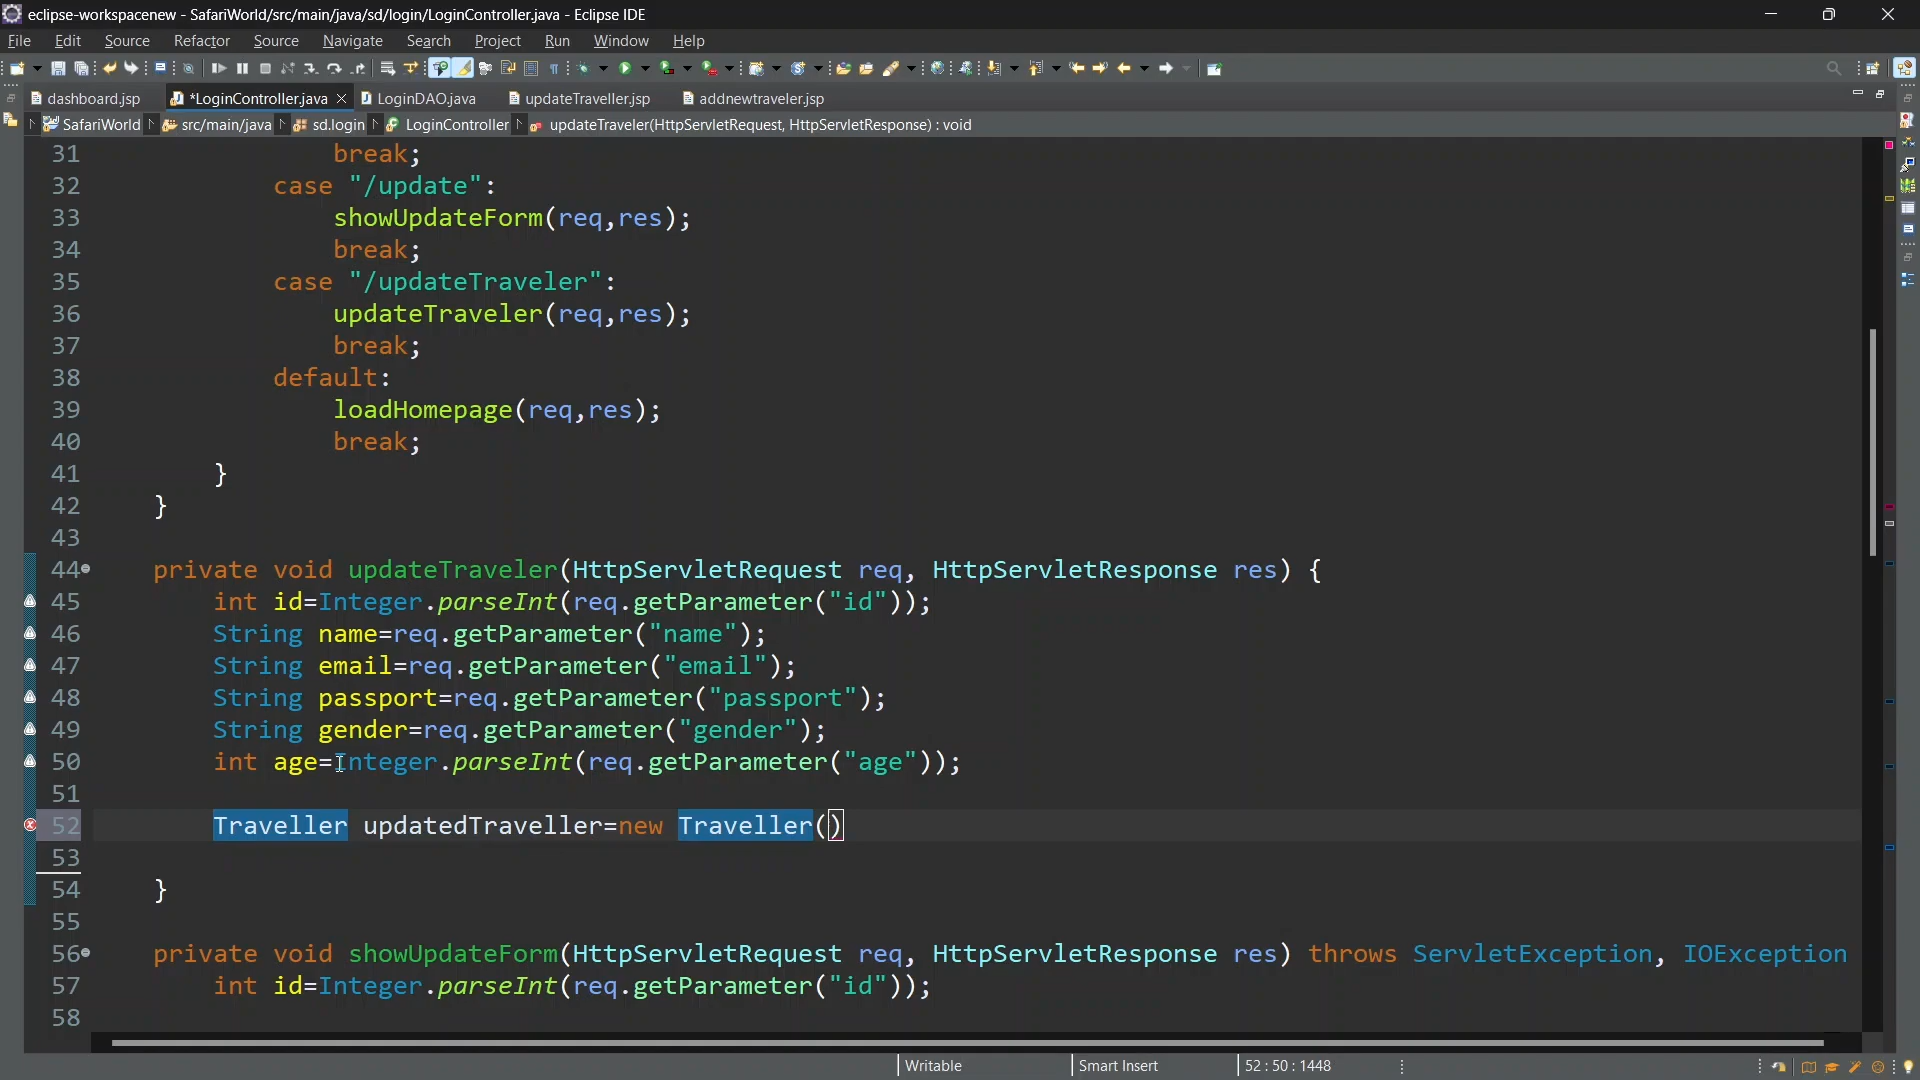 eclipse-workspacenew - SafariWorld/src/main/java/sd/login/LoginController.java - Eclipse IDE
File Edit Source Refactor Source Navigate Search Project Run Window Help
dashboard.jsp *LoginController.java LoginDAO.java updateTraveller.jsp addnewtraveler.jsp
SafariWorld src/main/java sd.login LoginController updateTraveler(HttpServletRequest, HttpServletResponse) : void
31 break;
32 case "/update":
33 showUpdateForm(req,res);
34 break;
35 case "/updateTraveler":
36 updateTraveler(req,res);
37 break;
38 default:
39 loadHomepage(req,res);
40 break;
41 }
42 }
43
44 private void updateTraveler(HttpServletRequest req, HttpServletResponse res) {
45 int id=Integer.parseInt(req.getParameter("id"));
46 String name=req.getParameter("name");
47 String email=req.getParameter("email");
48 String passport=req.getParameter("passport");
49 String gender=req.getParameter("gender");
50 int age=Integer.parseInt(req.getParameter("age"));
51
52 Traveller updatedTraveller=new Traveller()
53
54 }
55
56 private void showUpdateForm(HttpServletRequest req, HttpServletResponse res) throws ServletException, IOException
57 int id=Integer.parseInt(req.getParameter("id"));
58
Writable Smart Insert 52 : 50 : 1448